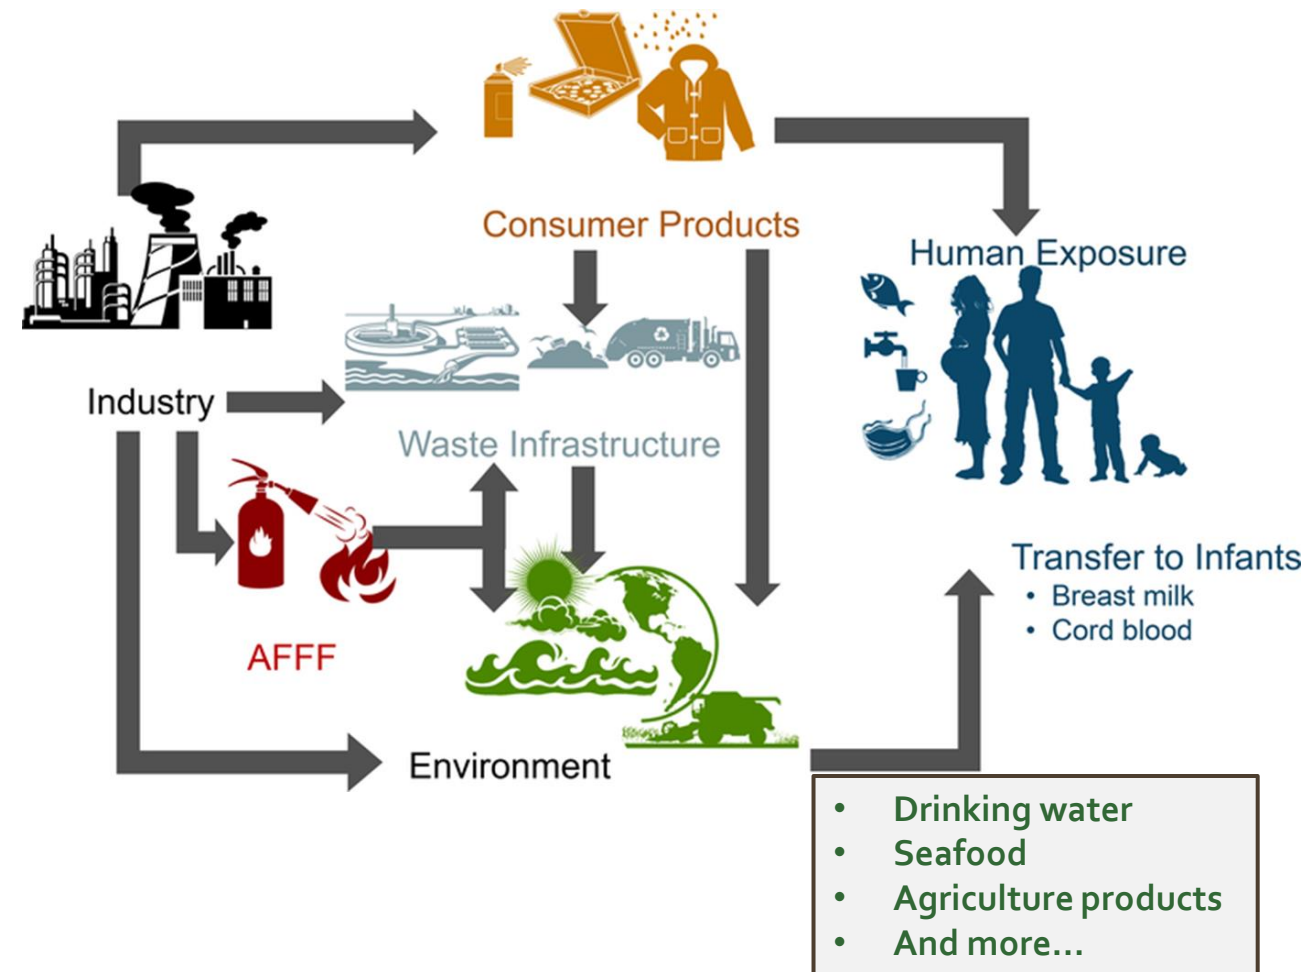 Consumer Products
Human Exposure
Industry
Waste Infrastructure
AFFF
Transfer to Infants
• Breast milk
• Cord blood
Environment
• Drinking water
• Seafood
• Agriculture products
• And more...